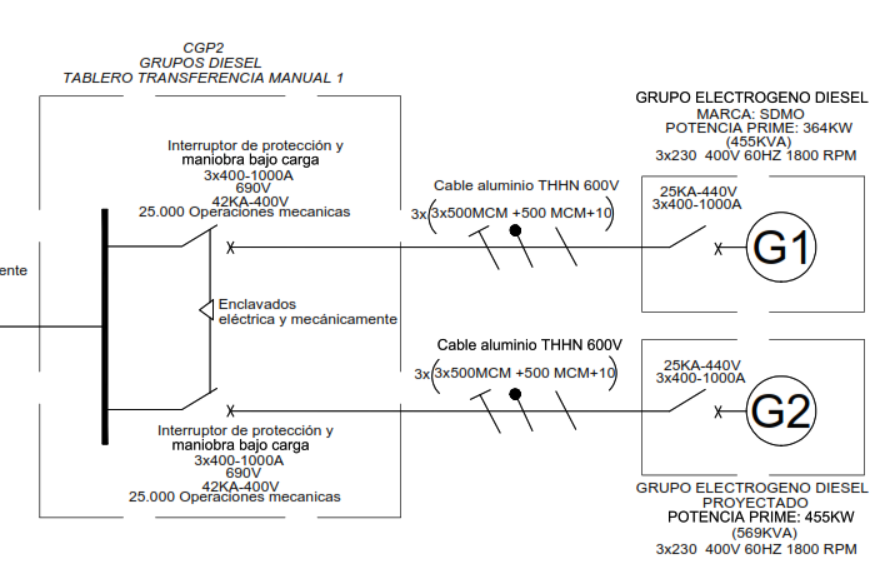 CGP2
GRUPOS DIESEL
TABLERO TRANSFERENCIA MANUAL 1
Interruptor de protección y
maniobra bajo carga
3x400-1000A
690V
42KA-400V
25.000 Operaciones mecanicas
ente
Enclavados
eléctrica y mecánicamente
Interruptor de protección y
maniobra bajo carga
3x400-1000A
690V
42KA-400V
25.000 Operaciones mecanicas
Cable aluminio THHN 600V
3x(3x500MCM +500 MCM+10)
Cable aluminio THHN 600V
3x(3x500MCM +500 MCM+10)
GRUPO ELECTROGENO DIESEL
MARCA: SDMO
POTENCIA PRIME: 364KW
(455KVA)
3x230 400V 60HZ 1800 RPM
25KA-440V
3x400-1000A
G1
25KA-440V
3x400-1000A
G2
GRUPO ELECTROGENO DIESEL
PROYECTADO
POTENCIA PRIME: 455KW
(569KVA)
3x230 400V 60HZ 1800 RPM